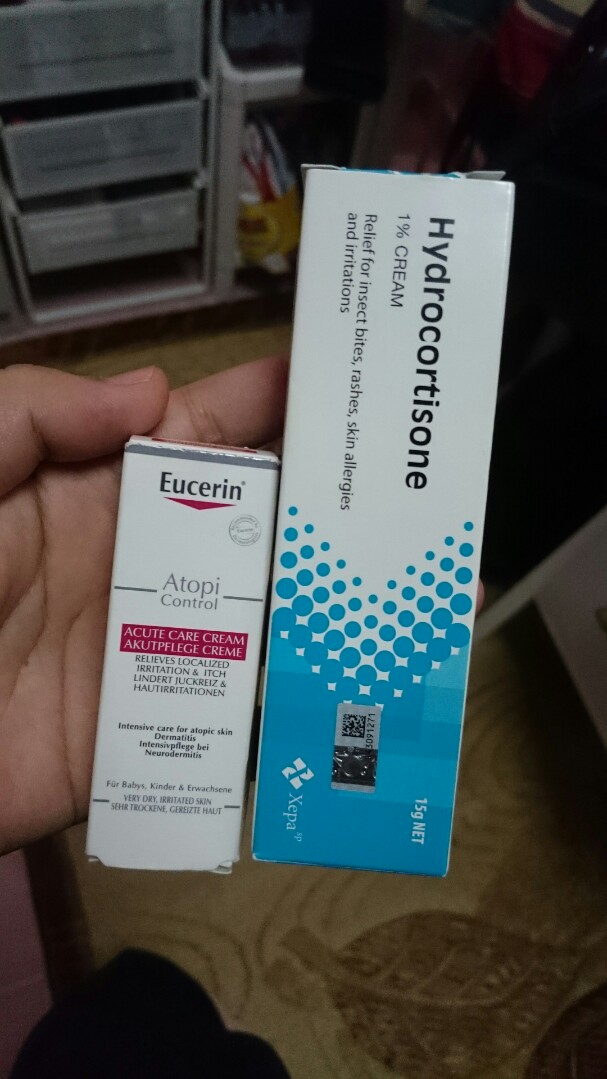 Eucerin®
Atopi
Control
ACUTE CARE CREAM
AKUTPFLEGE CREME
RELIEVES LOCALIZED
IRRITATION & ITCH
LINDERT JUCKREIZ &
HAUTIRRITATIONEN
Intensive care for atopic skin
Dermatitis
Intensivpflege bei
Neurodermitis
Für Babys, Kinder & Erwachsene
VERY DRY, IRRITATED SKIN
SEHR TROCKENE, GEREIZTE HAUT
Hydrocortisone
1% CREAM
Relief for insect bites, rashes, skin allergies
and irritations
Xepa
15g NET